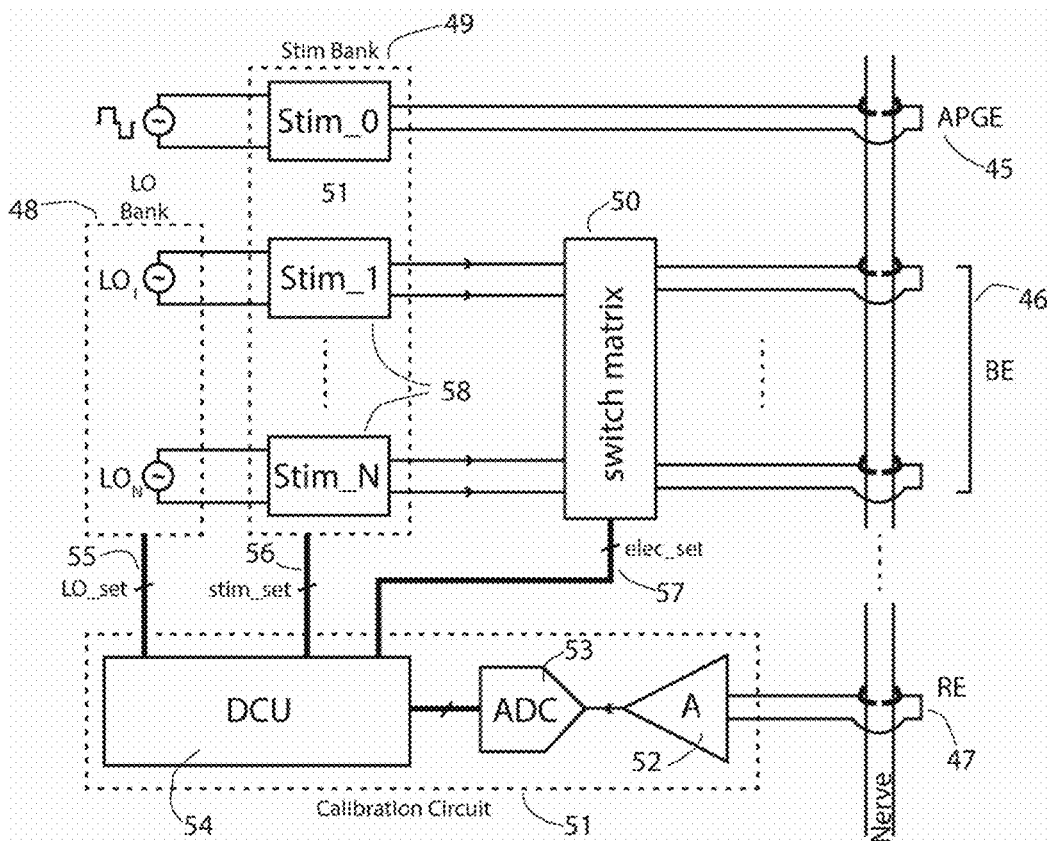 49
Stim Bank
Stim_0
APGE
45
LO
Bank
48
51
50
LO1
Stim_1
switch matrix
46
BE
58
LON
Stim_N
55
LO_set
56
stim_set
elec_set
57
DCU
53
ADC
A
52
RE
47
54
Calibration Circuit
51
Nerve